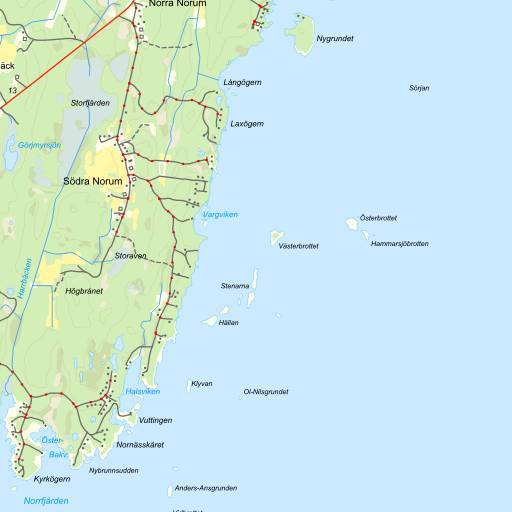 Norra Norum
Nygrundet
äck
Långögern
Sörjan
13
Storfjärden
Laxögern
Görjmyrsjön
Södra Norum
Vargviken
Österbrottet
Västerbrottet
Hammarsjöbrotten
Storaven
Harrbäcken
Stenarna
Högbränet
Hällan
Klyvan
Halsviken
Ol-Nilsgrundet
Vuttingen
Öster-
Bakv.
Nornässkäret
Nybrunnsudden
Kyrkögern
Anders-Ansgrunden
Norrfjärden